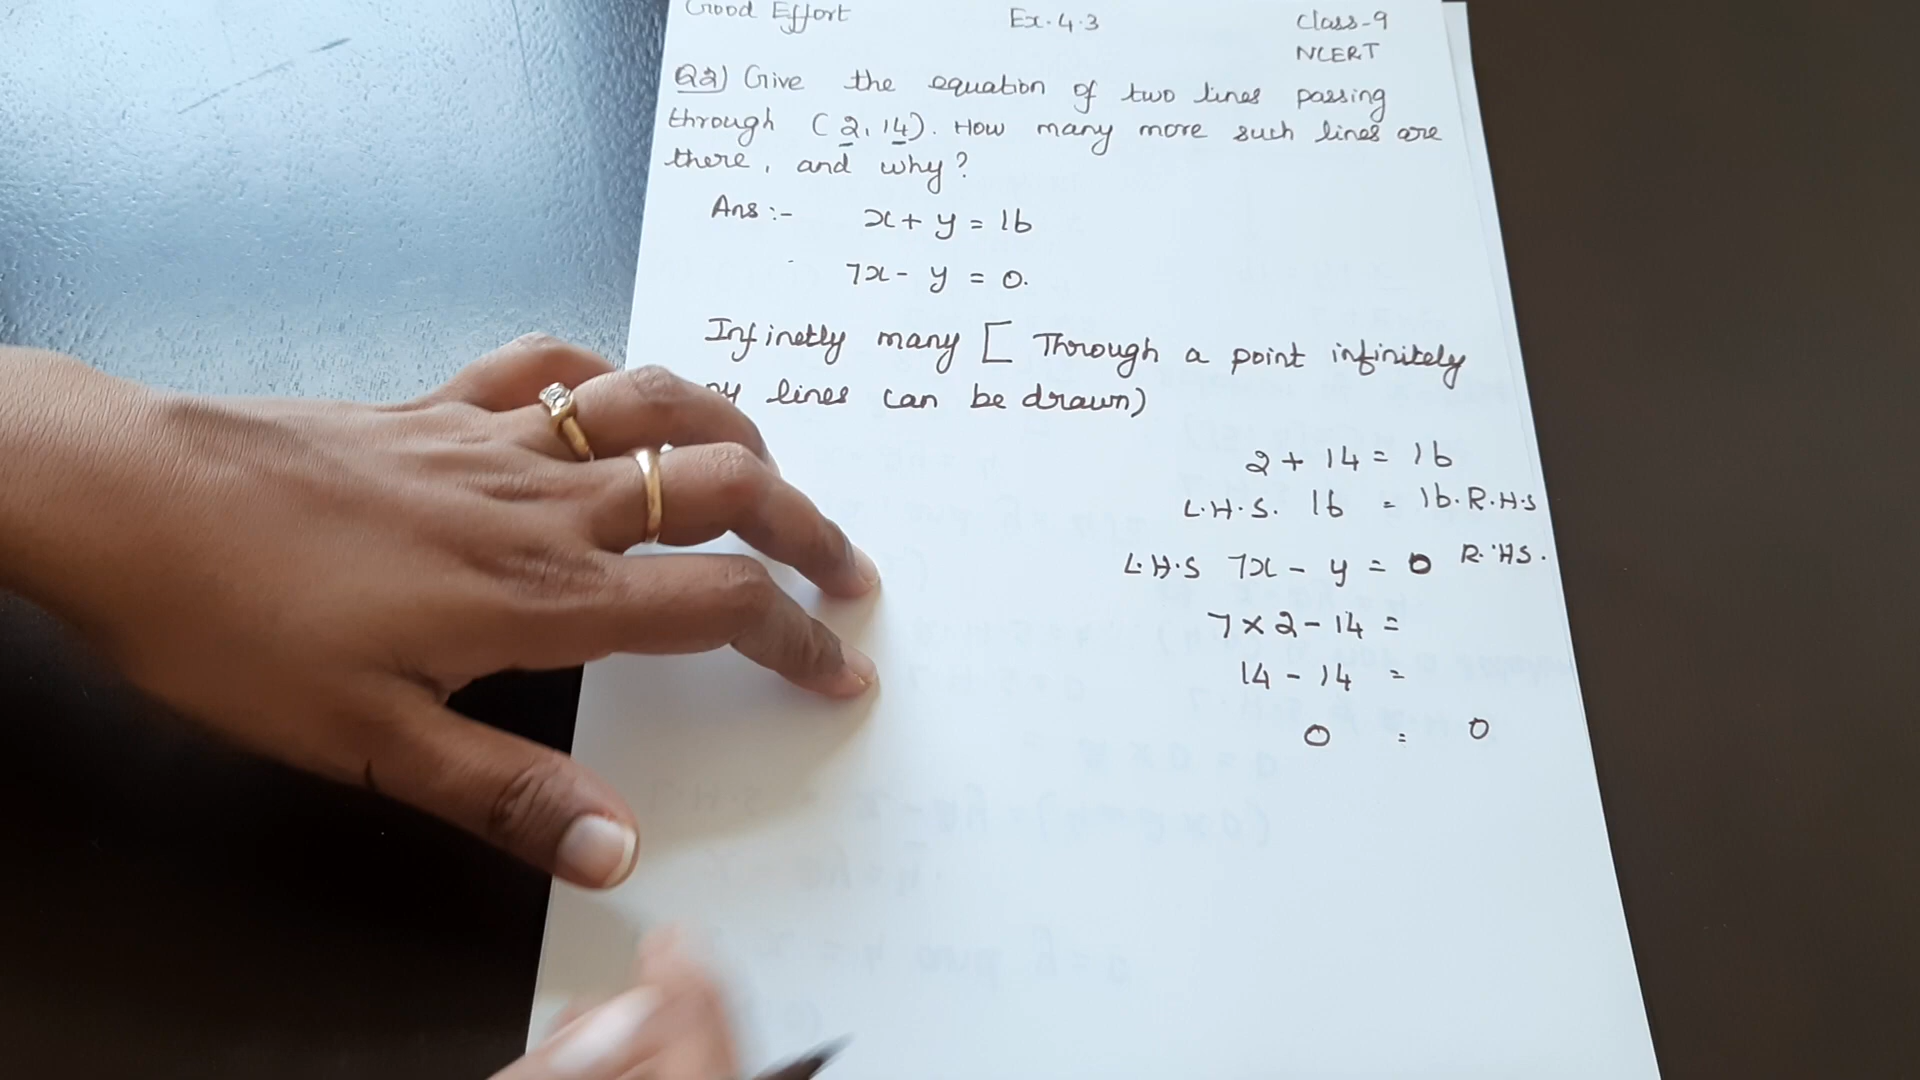 Good Effort Ex. 4.3 Class-9
NCERT
Q2) Give the equation of two lines passing
through (2, 14). How many more such lines are
there, and why?
Ans :- x + y = 16
7x - y = 0.
Infinetly many [ Through a point infinitely
lines can be drawn)
2 + 14 = 16
L.H.S. 16 = 16. R.H.S
L.H.S 7x - y = 0 R.HS.
7 x 2 - 14 =
14 - 14 =
0 = 0